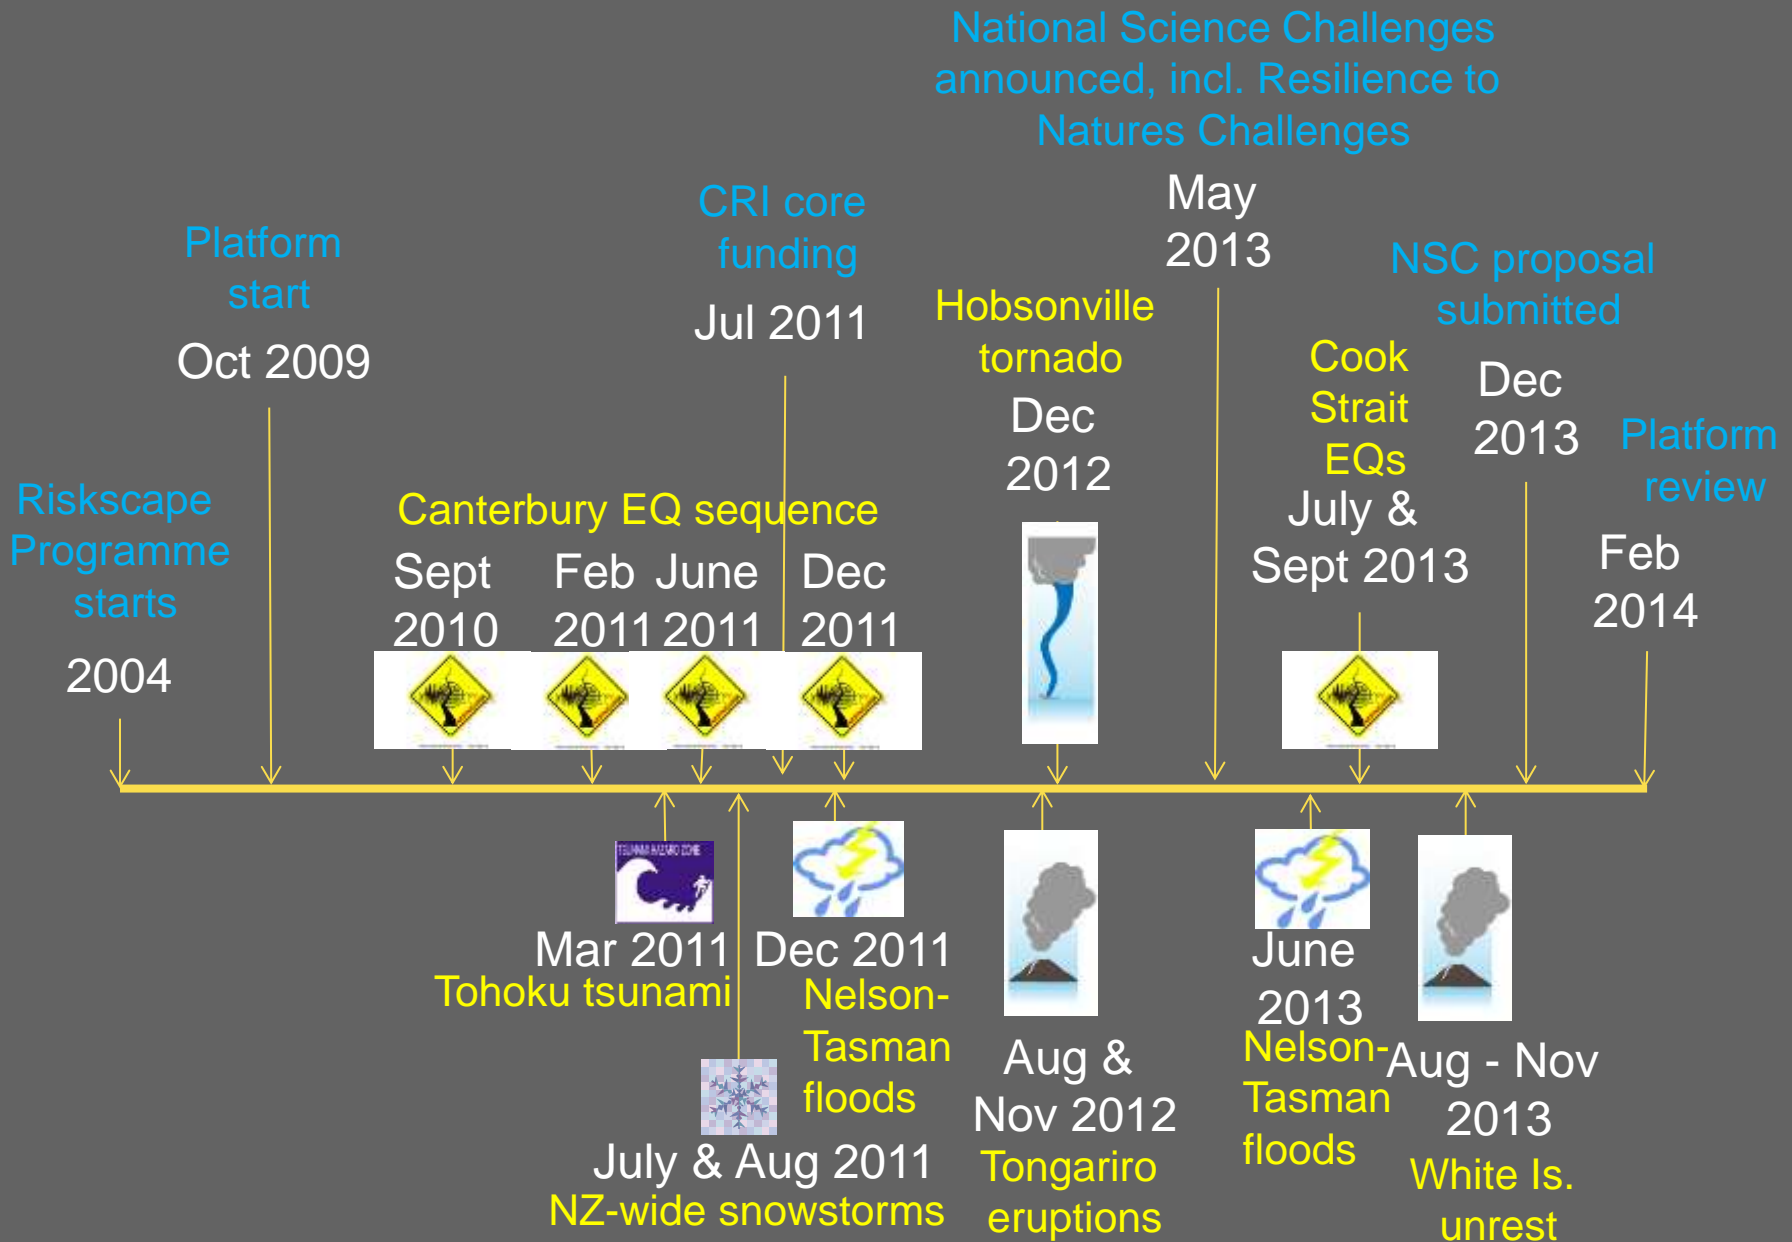 National Science Challenges
announced, incl. Resilience to
Natures Challenges
May
2013
CRI core
funding
Jul 2011
Platform
start
Oct 2009
NSC proposal
submitted
Dec
2013
Hobsonville
tornado
Dec
2012
Cook
Strait
EQs
July &
Sept 2013
Platform
review
Feb
2014
Riskscape
Programme
starts
2004
Canterbury EQ sequence
Sept
2010
Feb
2011
June
2011
Dec
2011
TSUNAMI HAZARD ZONE
Mar 2011
Tohoku tsunami
Dec 2011
Nelson-
Tasman
floods
July & Aug 2011
NZ-wide snowstorms
Aug &
Nov 2012
Tongariro
eruptions
June
2013
Nelson-
Tasman
floods
Aug - Nov
2013
White Is.
unrest